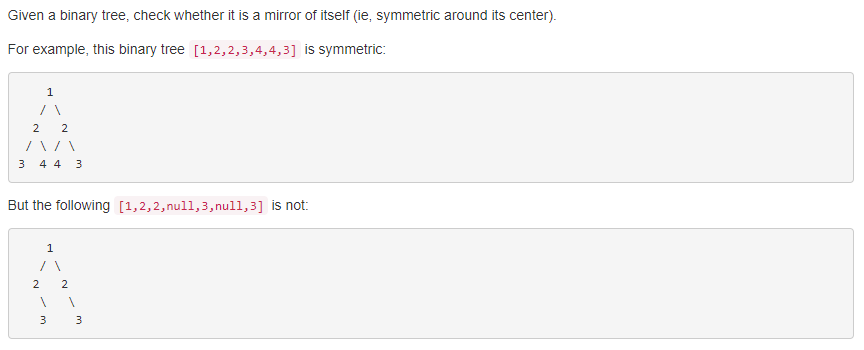 Given a binary tree, check whether it is a mirror of itself (ie, symmetric around its center).
For example, this binary tree [1,2,2,3,4,4,3] is symmetric:
    1
   / \
  2   2
 / \ / \
3  4 4  3
But the following [1,2,2,null,3,null,3] is not:
    1
   / \
  2   2
   \   \
   3    3